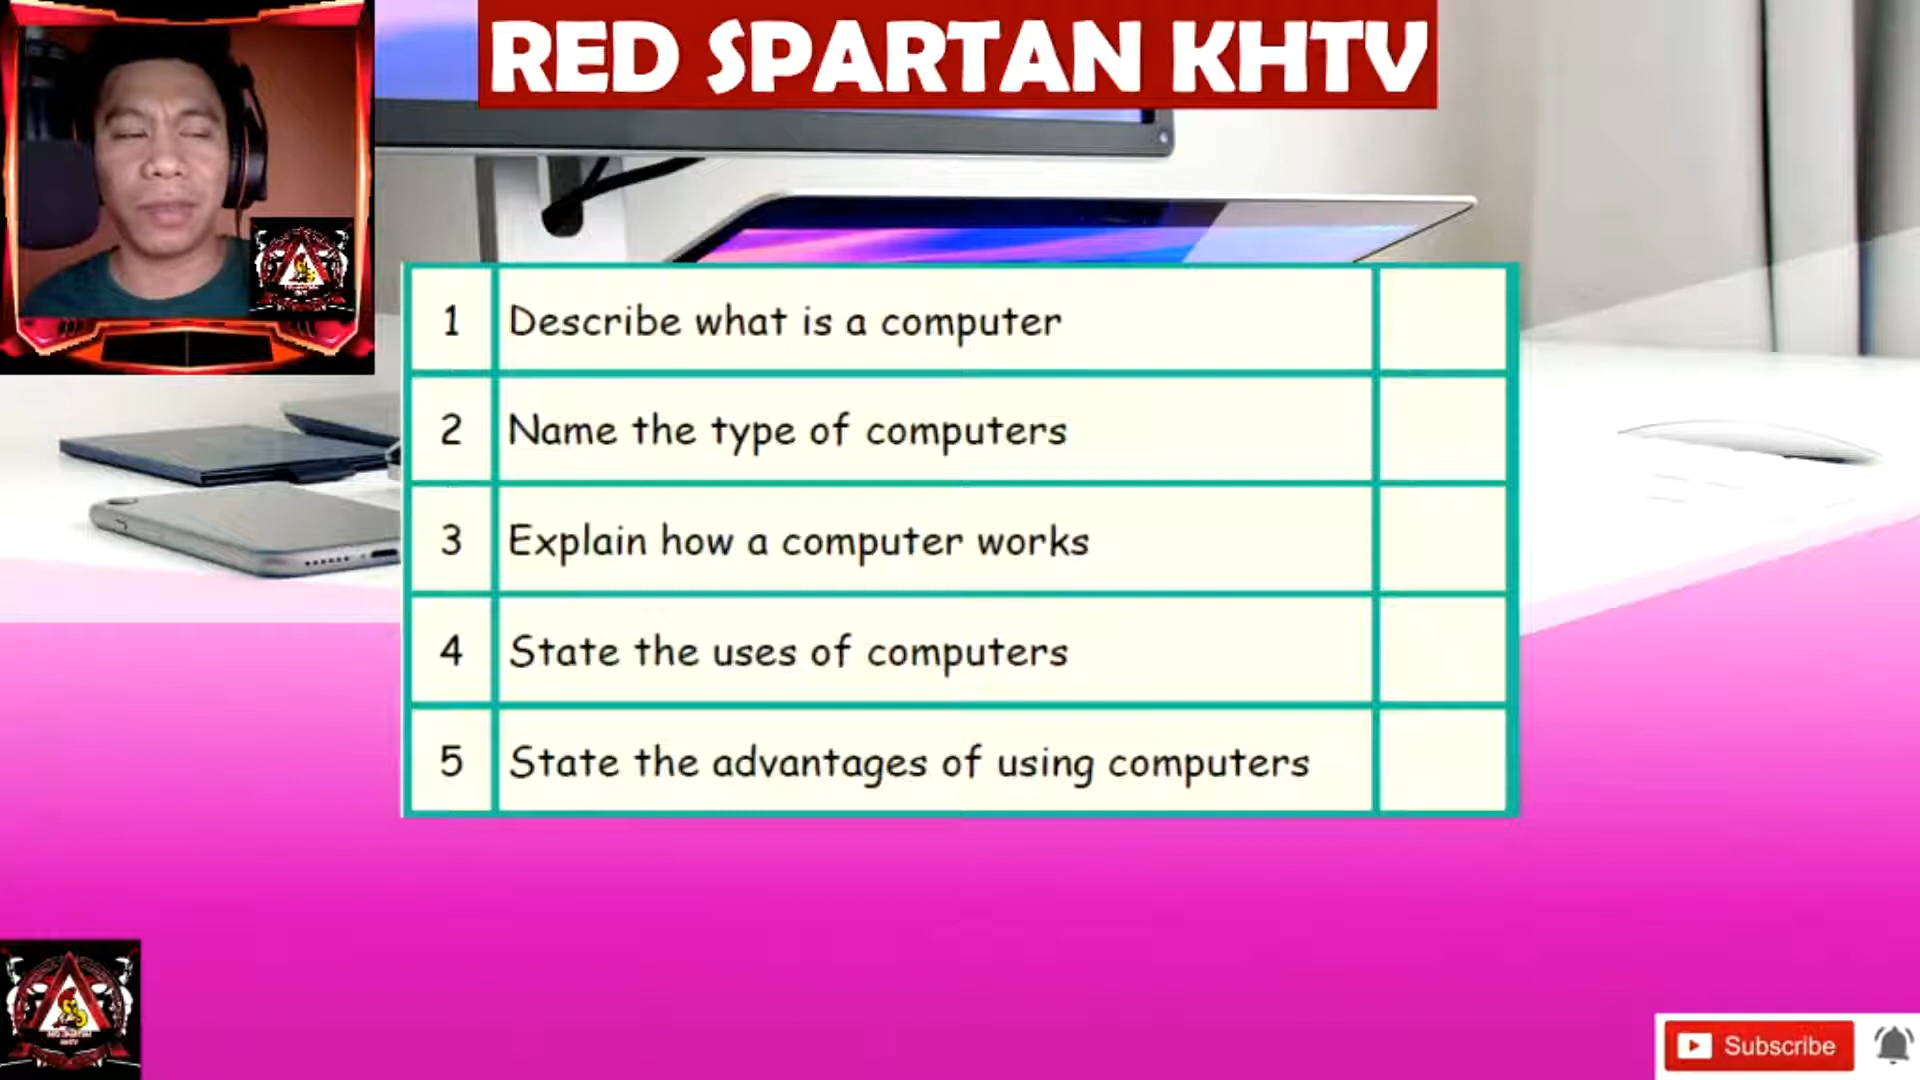 RED SPARTAN KHTV
1 Describe what is a computer
2 Name the type of computers
3 Explain how a computer works
4 State the uses of computers
5 State the advantages of using computers
Subscribe